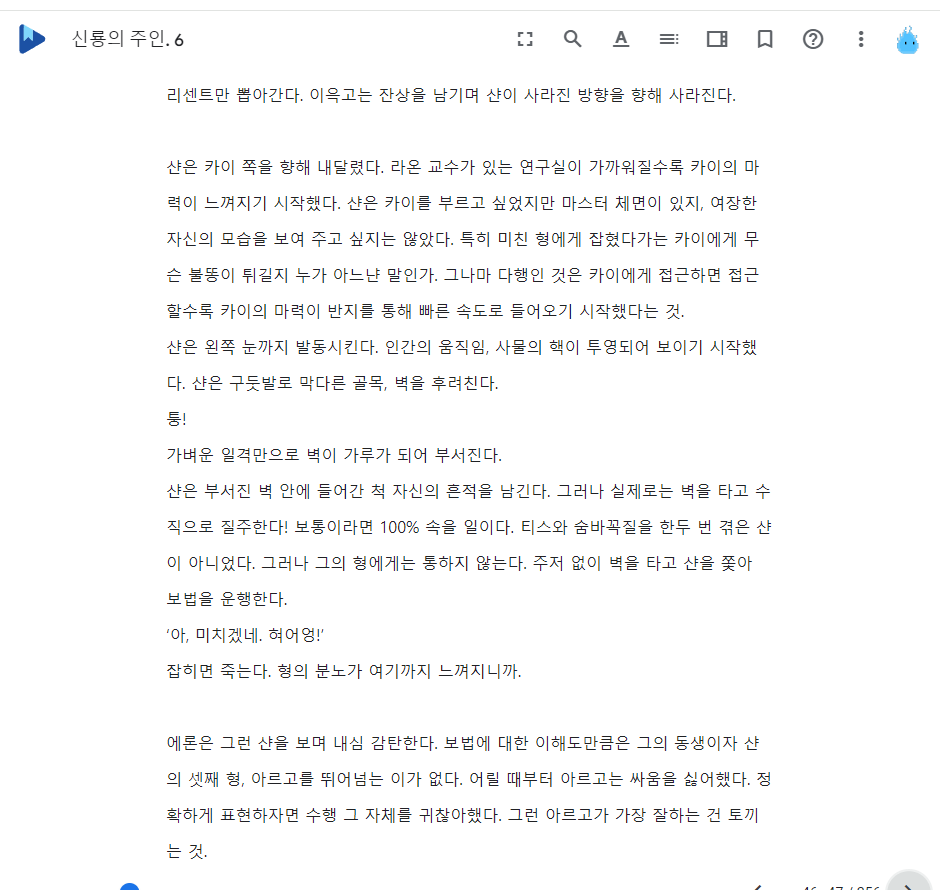 신룡의 주인. 6
리센트만 뽑아간다. 이윽고는 잔상을 남기며 샨이 사라진 방향을 향해 사라진다.
샨은 카이 쪽을 향해 내달렸다. 라온 교수가 있는 연구실이 가까워질수록 카이의 마
력이 느껴지기 시작했다. 샨은 카이를 부르고 싶었지만 마스터 체면이 있지, 여장한
자신의 모습을 보여 주고 싶지는 않았다. 특히 미친 형에게 잡혔다가는 카이에게 무
슨 불똥이 튀길지 누가 아느냔 말인가. 그나마 다행인 것은 카이에게 접근하면 접근
할수록 카이의 마력이 반지를 통해 빠른 속도로 들어오기 시작했다는 것.
샨은 왼쪽 눈까지 발동시킨다. 인간의 움직임, 사물의 핵이 투영되어 보이기 시작했
다. 샨은 구둣발로 막다른 골목, 벽을 후려친다.
퉁!
가벼운 일격만으로 벽이 가루가 되어 부서진다.
샨은 부서진 벽 안에 들어간 척 자신의 흔적을 남긴다. 그러나 실제로는 벽을 타고 수
직으로 질주한다! 보통이라면 100% 속을 일이다. 티스와 숨바꼭질을 한두 번 겪은 샨
이 아니었다. 그러나 그의 형에게는 통하지 않는다. 주저 없이 벽을 타고 샨을 쫓아
보법을 운행한다.
‘아, 미치겠네. 혀어엉!’
잡히면 죽는다. 형의 분노가 여기까지 느껴지니까.
에론은 그런 샨을 보며 내심 감탄한다. 보법에 대한 이해도만큼은 그의 동생이자 샨
의 셋째 형, 아르고를 뛰어넘는 이가 없다. 어릴 때부터 아르고는 싸움을 싫어했다. 정
확하게 표현하자면 수행 그 자체를 귀찮아했다. 그런 아르고가 가장 잘하는 건 토끼
는 것.